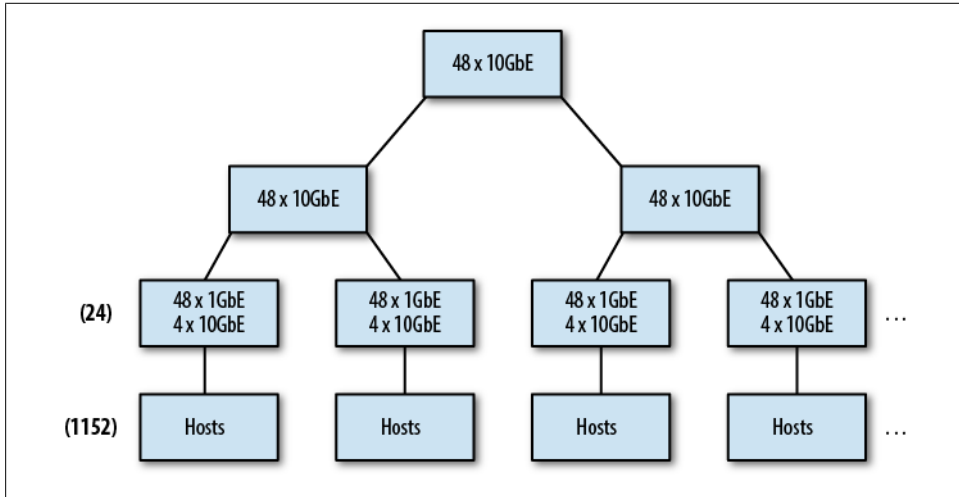 48 x 10GbE
48 x 10GbE
48 x 10GbE
(24)
48 x 1GbE
4 x 10GbE
48 x 1GbE
4 x 10GbE
48 x 1GbE
4 x 10GbE
48 x 1GbE
4 x 10GbE
...
(1152)
Hosts
Hosts
Hosts
Hosts
...